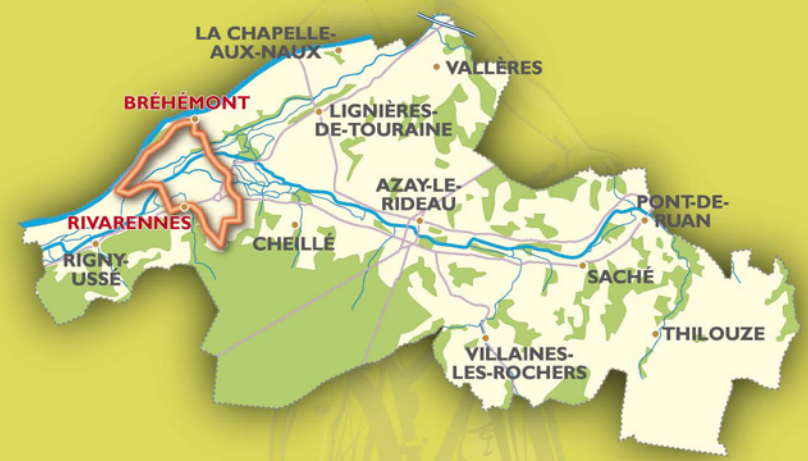 LA CHAPELLE-
AUX-NAUX
VALLÈRES
BRÉHÉMONT
LIGNIÈRES-
DE-TOURAINE
AZAY-LE-
RIDEAU
PONT-DE-
RUAN
RIVARENNES
CHEILLÉ
RIGNY-
USSÉ
SACHÉ
THILOUZE
VILLAINES-
LES-ROCHERS